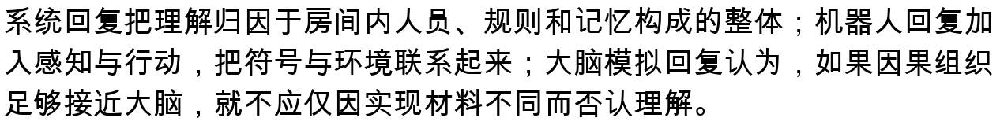 系统回复把理解归因于房间内人员、规则和记忆构成的整体；机器人回复加
入感知与行动，把符号与环境联系起来；大脑模拟回复认为，如果因果组织
足够接近大脑，就不应仅因实现材料不同而否认理解。